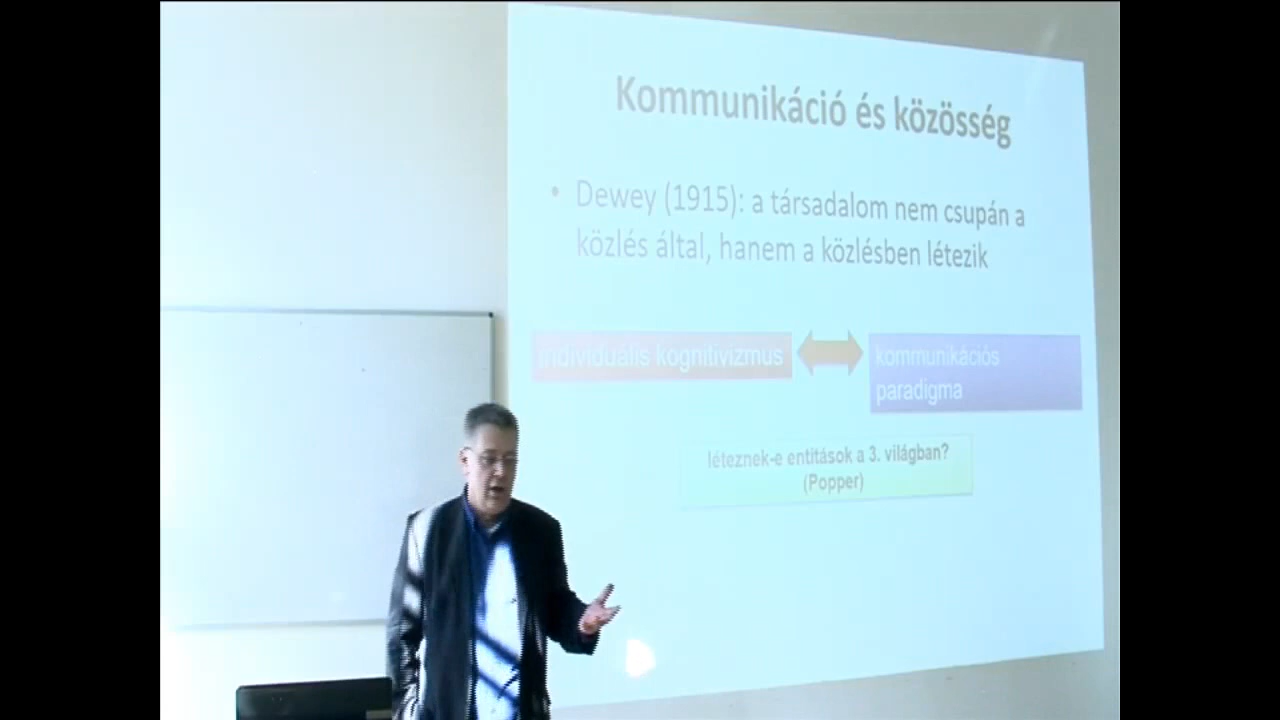 Kommunikáció és közösség
• Dewey (1915): a társadalom nem csupán a
közlés által, hanem a közlésben létezik
individuális kognitivizmus
kommunikációs
paradigma
léteznek-e entitások a 3. világban?
(Popper)